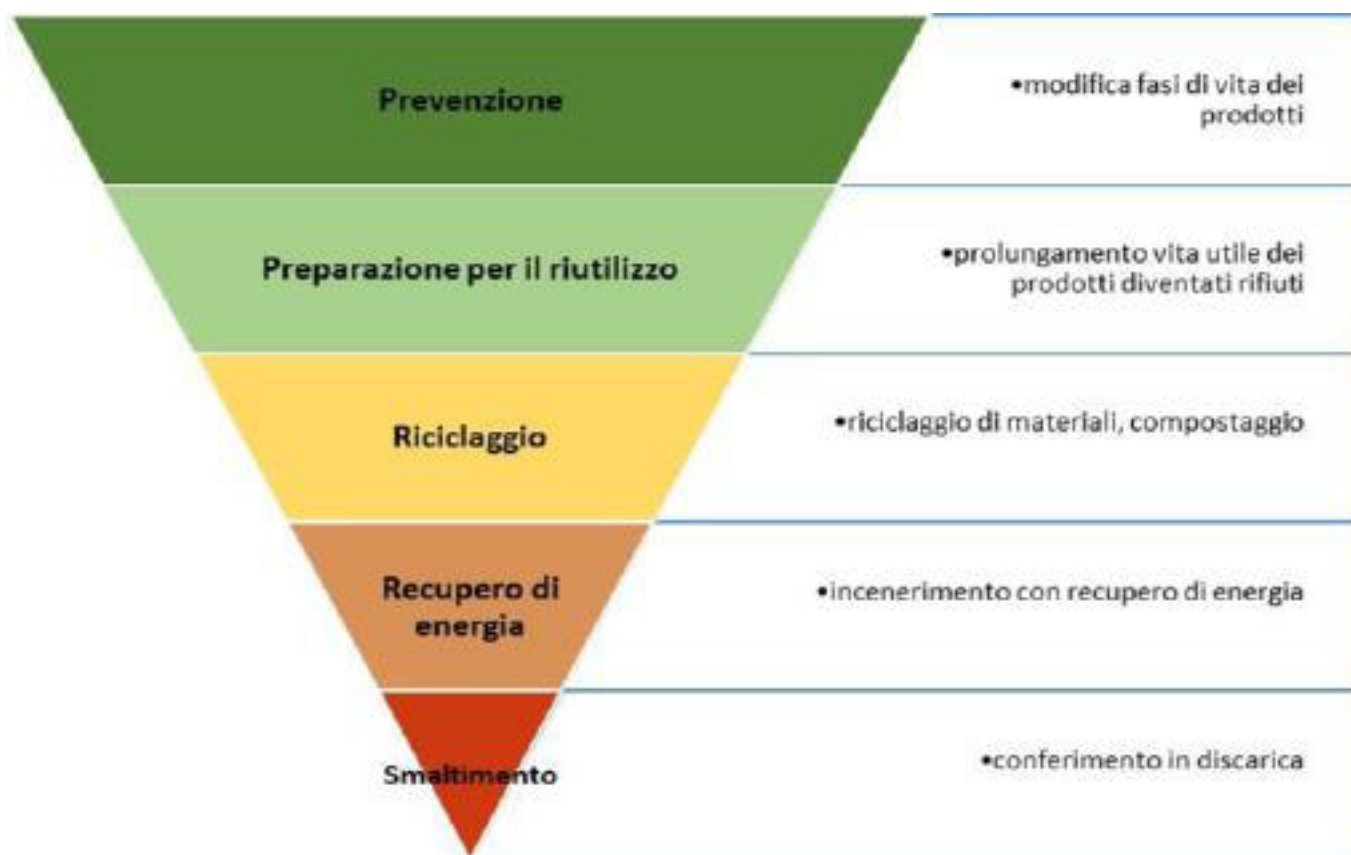 Prevenzione
•modifica fasi di vita dei
prodotti
Preparazione per il riutilizzo
•prolungamento vita utile dei
prodotti diventati rifiuti
Riciclaggio
•riciclaggio di materiali, compostaggio
Recupero di
energia
•incenerimento con recupero di energia
Smaltimento
•conferimento in discarica